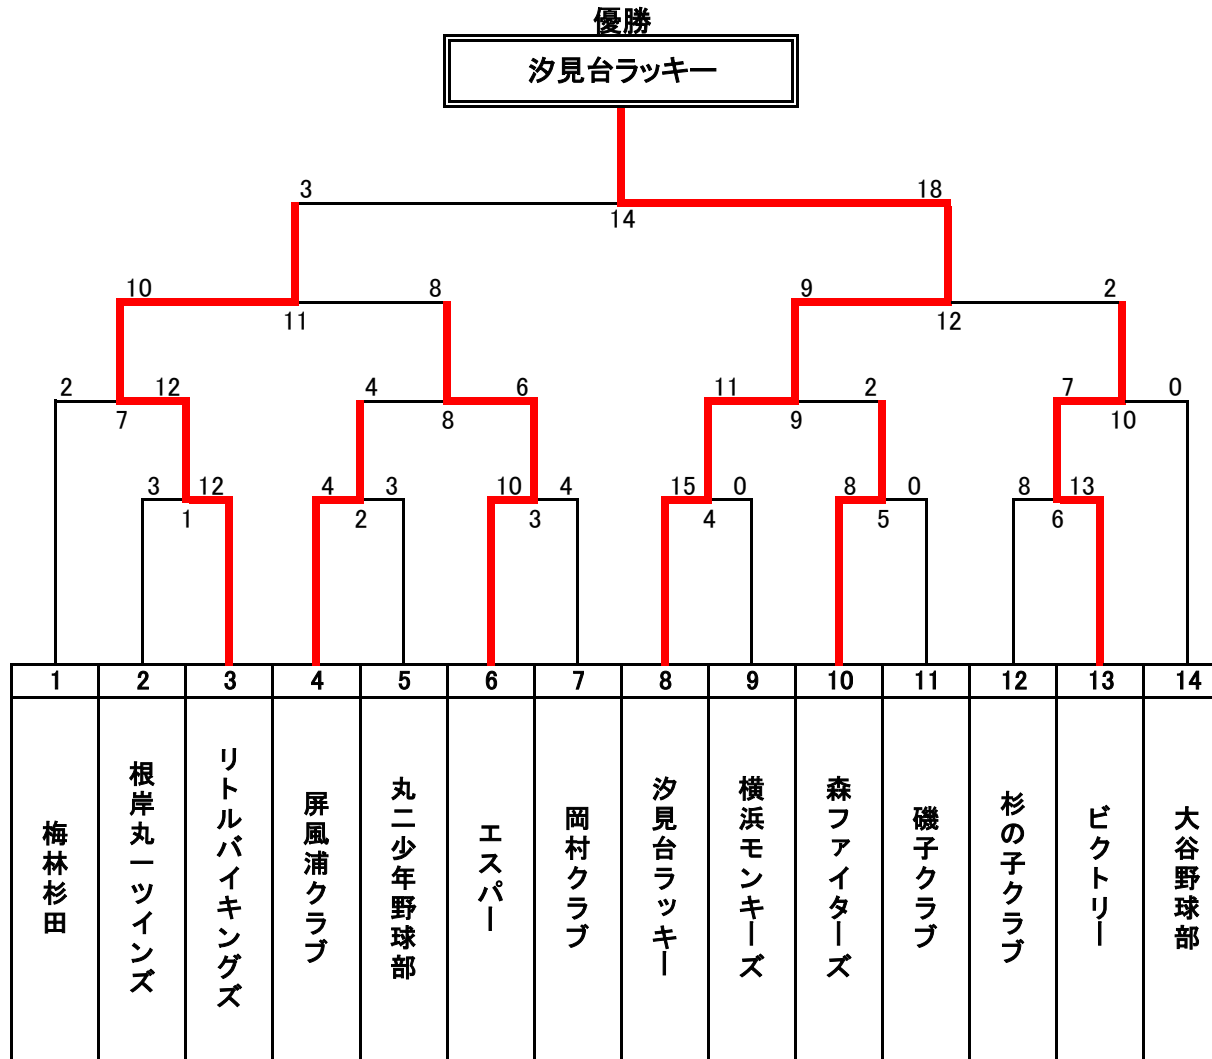 優勝
汐見台ラッキー
3 18
14
10 8 9 2
11 12
2 12 4 6 11 2 7 0
7 8 9 10
3 12 4 3 10 4 15 0 8 0 8 13
1 2 3 4 5 6
1 2 3 4 5 6 7 8 9 10 11 12 13 14
梅林杉田
根岸丸一ツインズ
リトルバイキングズ
屏風浦クラブ
丸二少年野球部
エスパー
岡村クラブ
汐見台ラッキー
横浜モンキーズ
森ファイターズ
磯子クラブ
杉の子クラブ
ビクトリー
大谷野球部